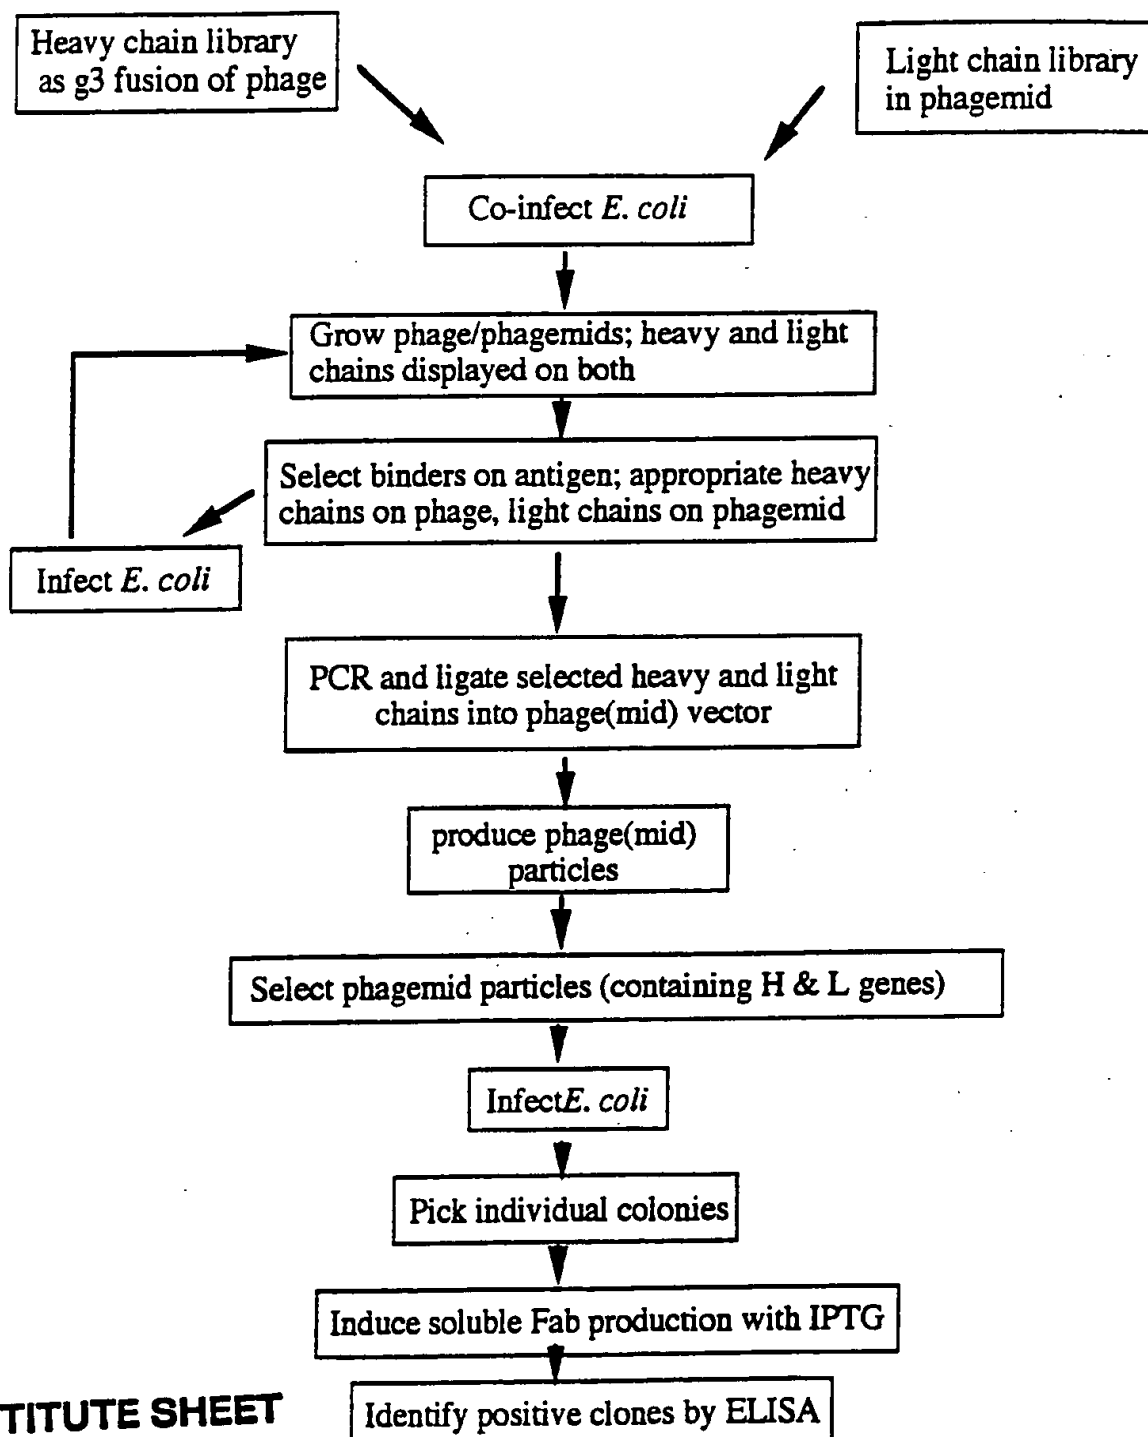 Heavy chain library
as g3 fusion of phage
Light chain library
in phagemid
Co-infect E. coli
Grow phage/phagemids; heavy and light
chains displayed on both
Select binders on antigen; appropriate heavy
chains on phage, light chains on phagemid
Infect E. coli
PCR and ligate selected heavy and light
chains into phage(mid) vector
produce phage(mid)
particles
Select phagemid particles (containing H & L genes)
InfectE. coli
Pick individual colonies
Induce soluble Fab production with IPTG
TITUTE SHEET
Identify positive clones by ELISA